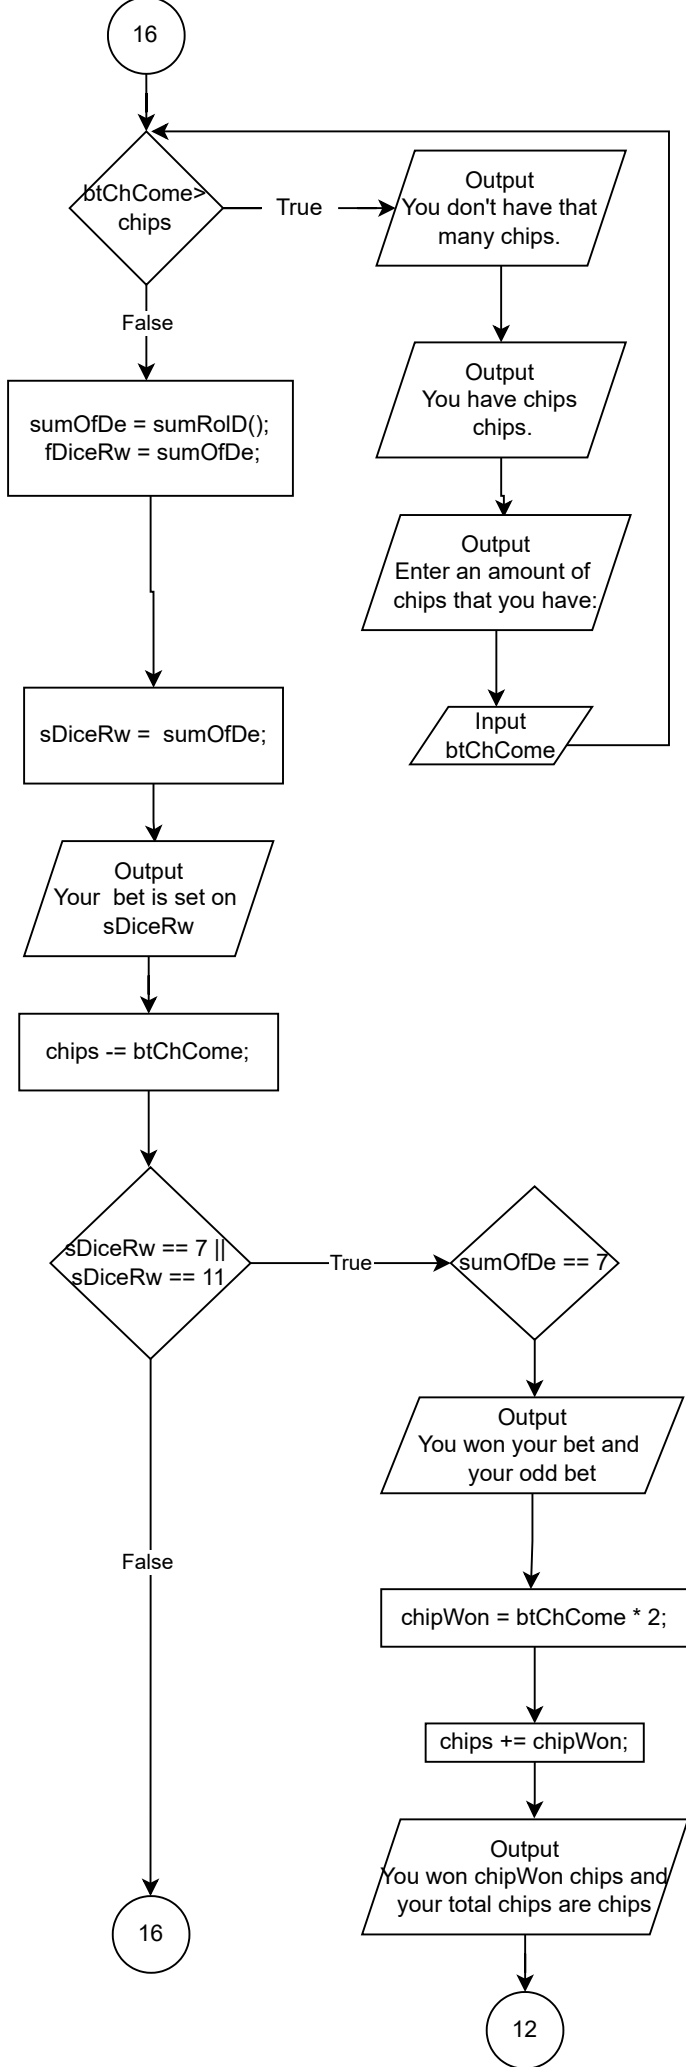 16
btChCome>
chips
True
Output
You don't have that
many chips.
False
Output
You have chips
chips.
sumOfDe = sumRolD();
fDiceRw = sumOfDe;
Output
Enter an amount of
chips that you have:
sDiceRw =  sumOfDe;
Input
btChCome
Output
Your  bet is set on
sDiceRw
chips -= btChCome;
sDiceRw == 7 ||
sDiceRw == 11
True
sumOfDe == 7
Output
You won your bet and
your odd bet
False
chipWon = btChCome * 2;
chips += chipWon;
Output
You won chipWon chips and
your total chips are chips
16
12